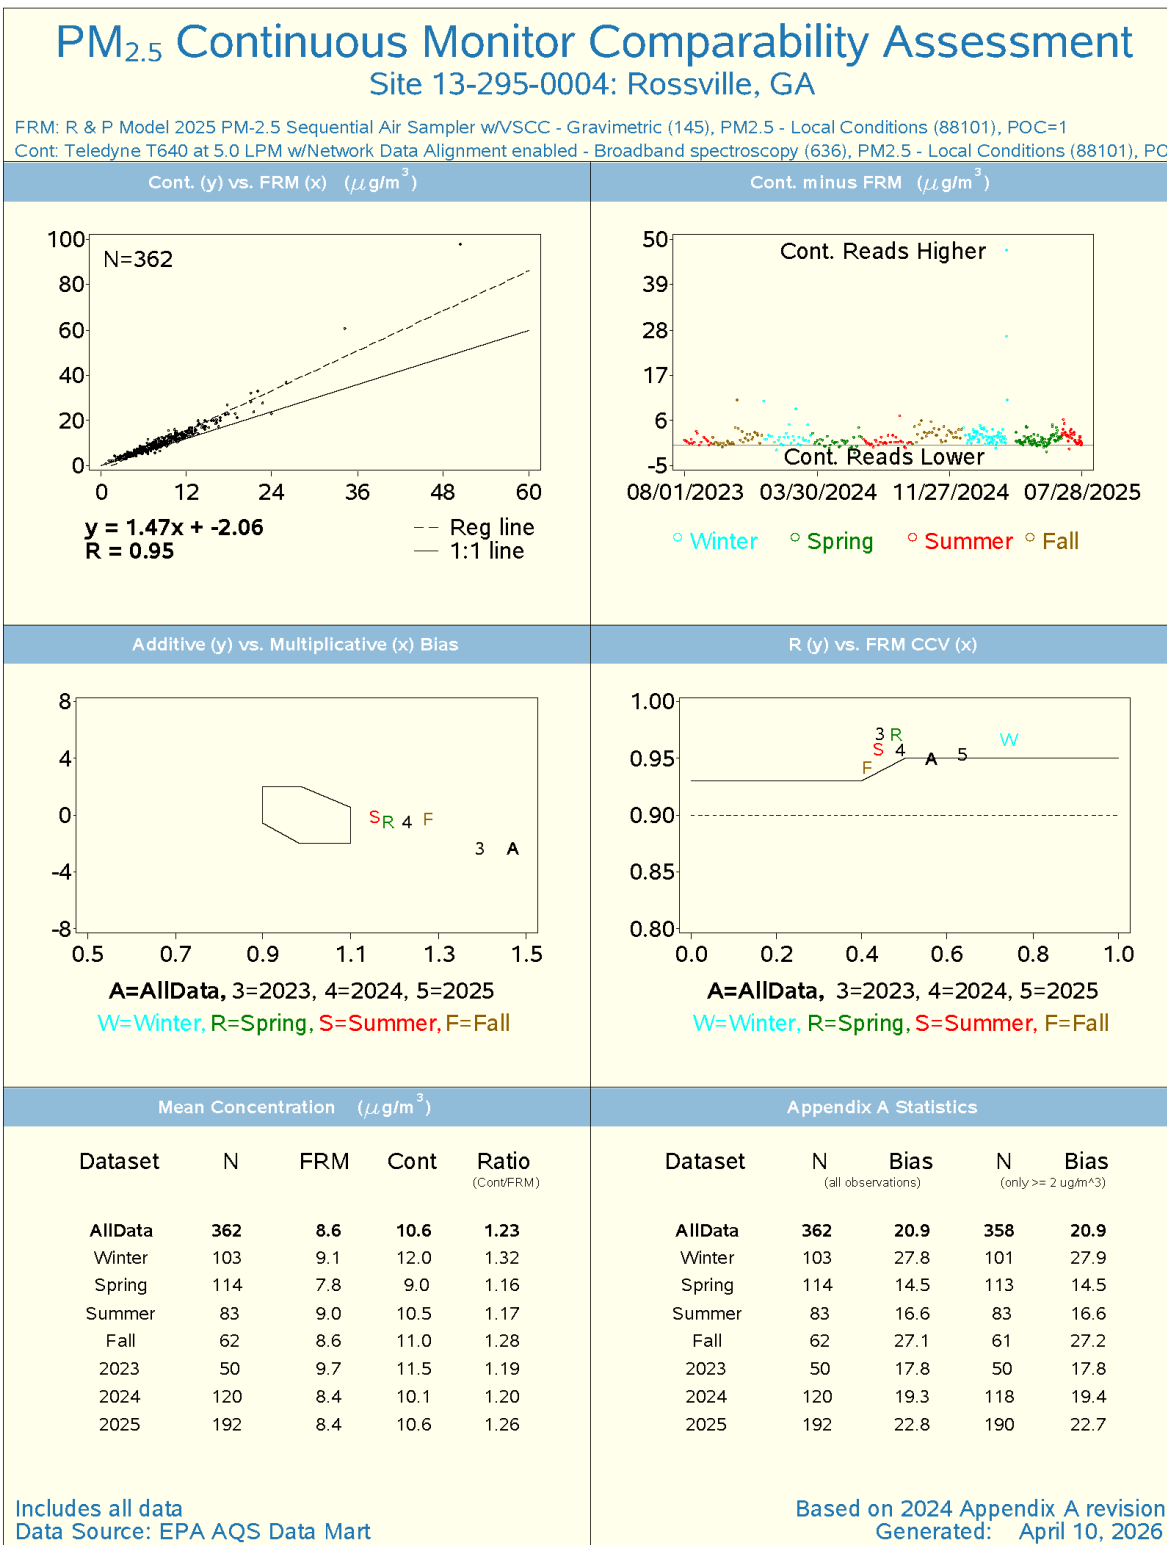 PM2.5 Continuous Monitor Comparability Assessment
Site 13-295-0004: Rossville, GA
FRM: R & P Model 2025 PM-2.5 Sequential Air Sampler w/VSCC - Gravimetric (145), PM2.5 - Local Conditions (88101), POC=1
Cont: Teledyne T640 at 5.0 LPM w/Network Data Alignment enabled - Broadband spectroscopy (636), PM2.5 - Local Conditions (88101), PO
Cont. (y) vs. FRM (x) (μg/m³)
100
80
60
40
20
0
N=362
0 12 24 36 48 60
y = 1.47x + -2.06
R = 0.95
Reg line
1:1 line
Cont. minus FRM (μg/m³)
50
39
28
17
6
-5
Cont. Reads Higher
Cont. Reads Lower
08/01/2023 03/30/2024 11/27/2024 07/28/2025
Winter Spring Summer Fall
Additive (y) vs. Multiplicative (x) Bias
8
4
0
-4
-8
S R 4 F
3 A
0.5 0.7 0.9 1.1 1.3 1.5
A=AllData, 3=2023, 4=2024, 5=2025
W=Winter, R=Spring, S=Summer, F=Fall
R (y) vs. FRM CCV (x)
1.00
0.95
0.90
0.85
0.80
3 R W
S 4 A 5
F
0.0 0.2 0.4 0.6 0.8 1.0
A=AllData, 3=2023, 4=2024, 5=2025
W=Winter, R=Spring, S=Summer, F=Fall
Mean Concentration (μg/m³)
Dataset N FRM Cont Ratio
(Cont/FRM)
AllData 362 8.6 10.6 1.23
Winter 103 9.1 12.0 1.32
Spring 114 7.8 9.0 1.16
Summer 83 9.0 10.5 1.17
Fall 62 8.6 11.0 1.28
2023 50 9.7 11.5 1.19
2024 120 8.4 10.1 1.20
2025 192 8.4 10.6 1.26
Appendix A Statistics
Dataset N Bias N Bias
(all observations) (only >= 2 ug/m^3)
AllData 362 20.9 358 20.9
Winter 103 27.8 101 27.9
Spring 114 14.5 113 14.5
Summer 83 16.6 83 16.6
Fall 62 27.1 61 27.2
2023 50 17.8 50 17.8
2024 120 19.3 118 19.4
2025 192 22.8 190 22.7
Includes all data
Data Source: EPA AQS Data Mart
Based on 2024 Appendix A revision
Generated: April 10, 2026